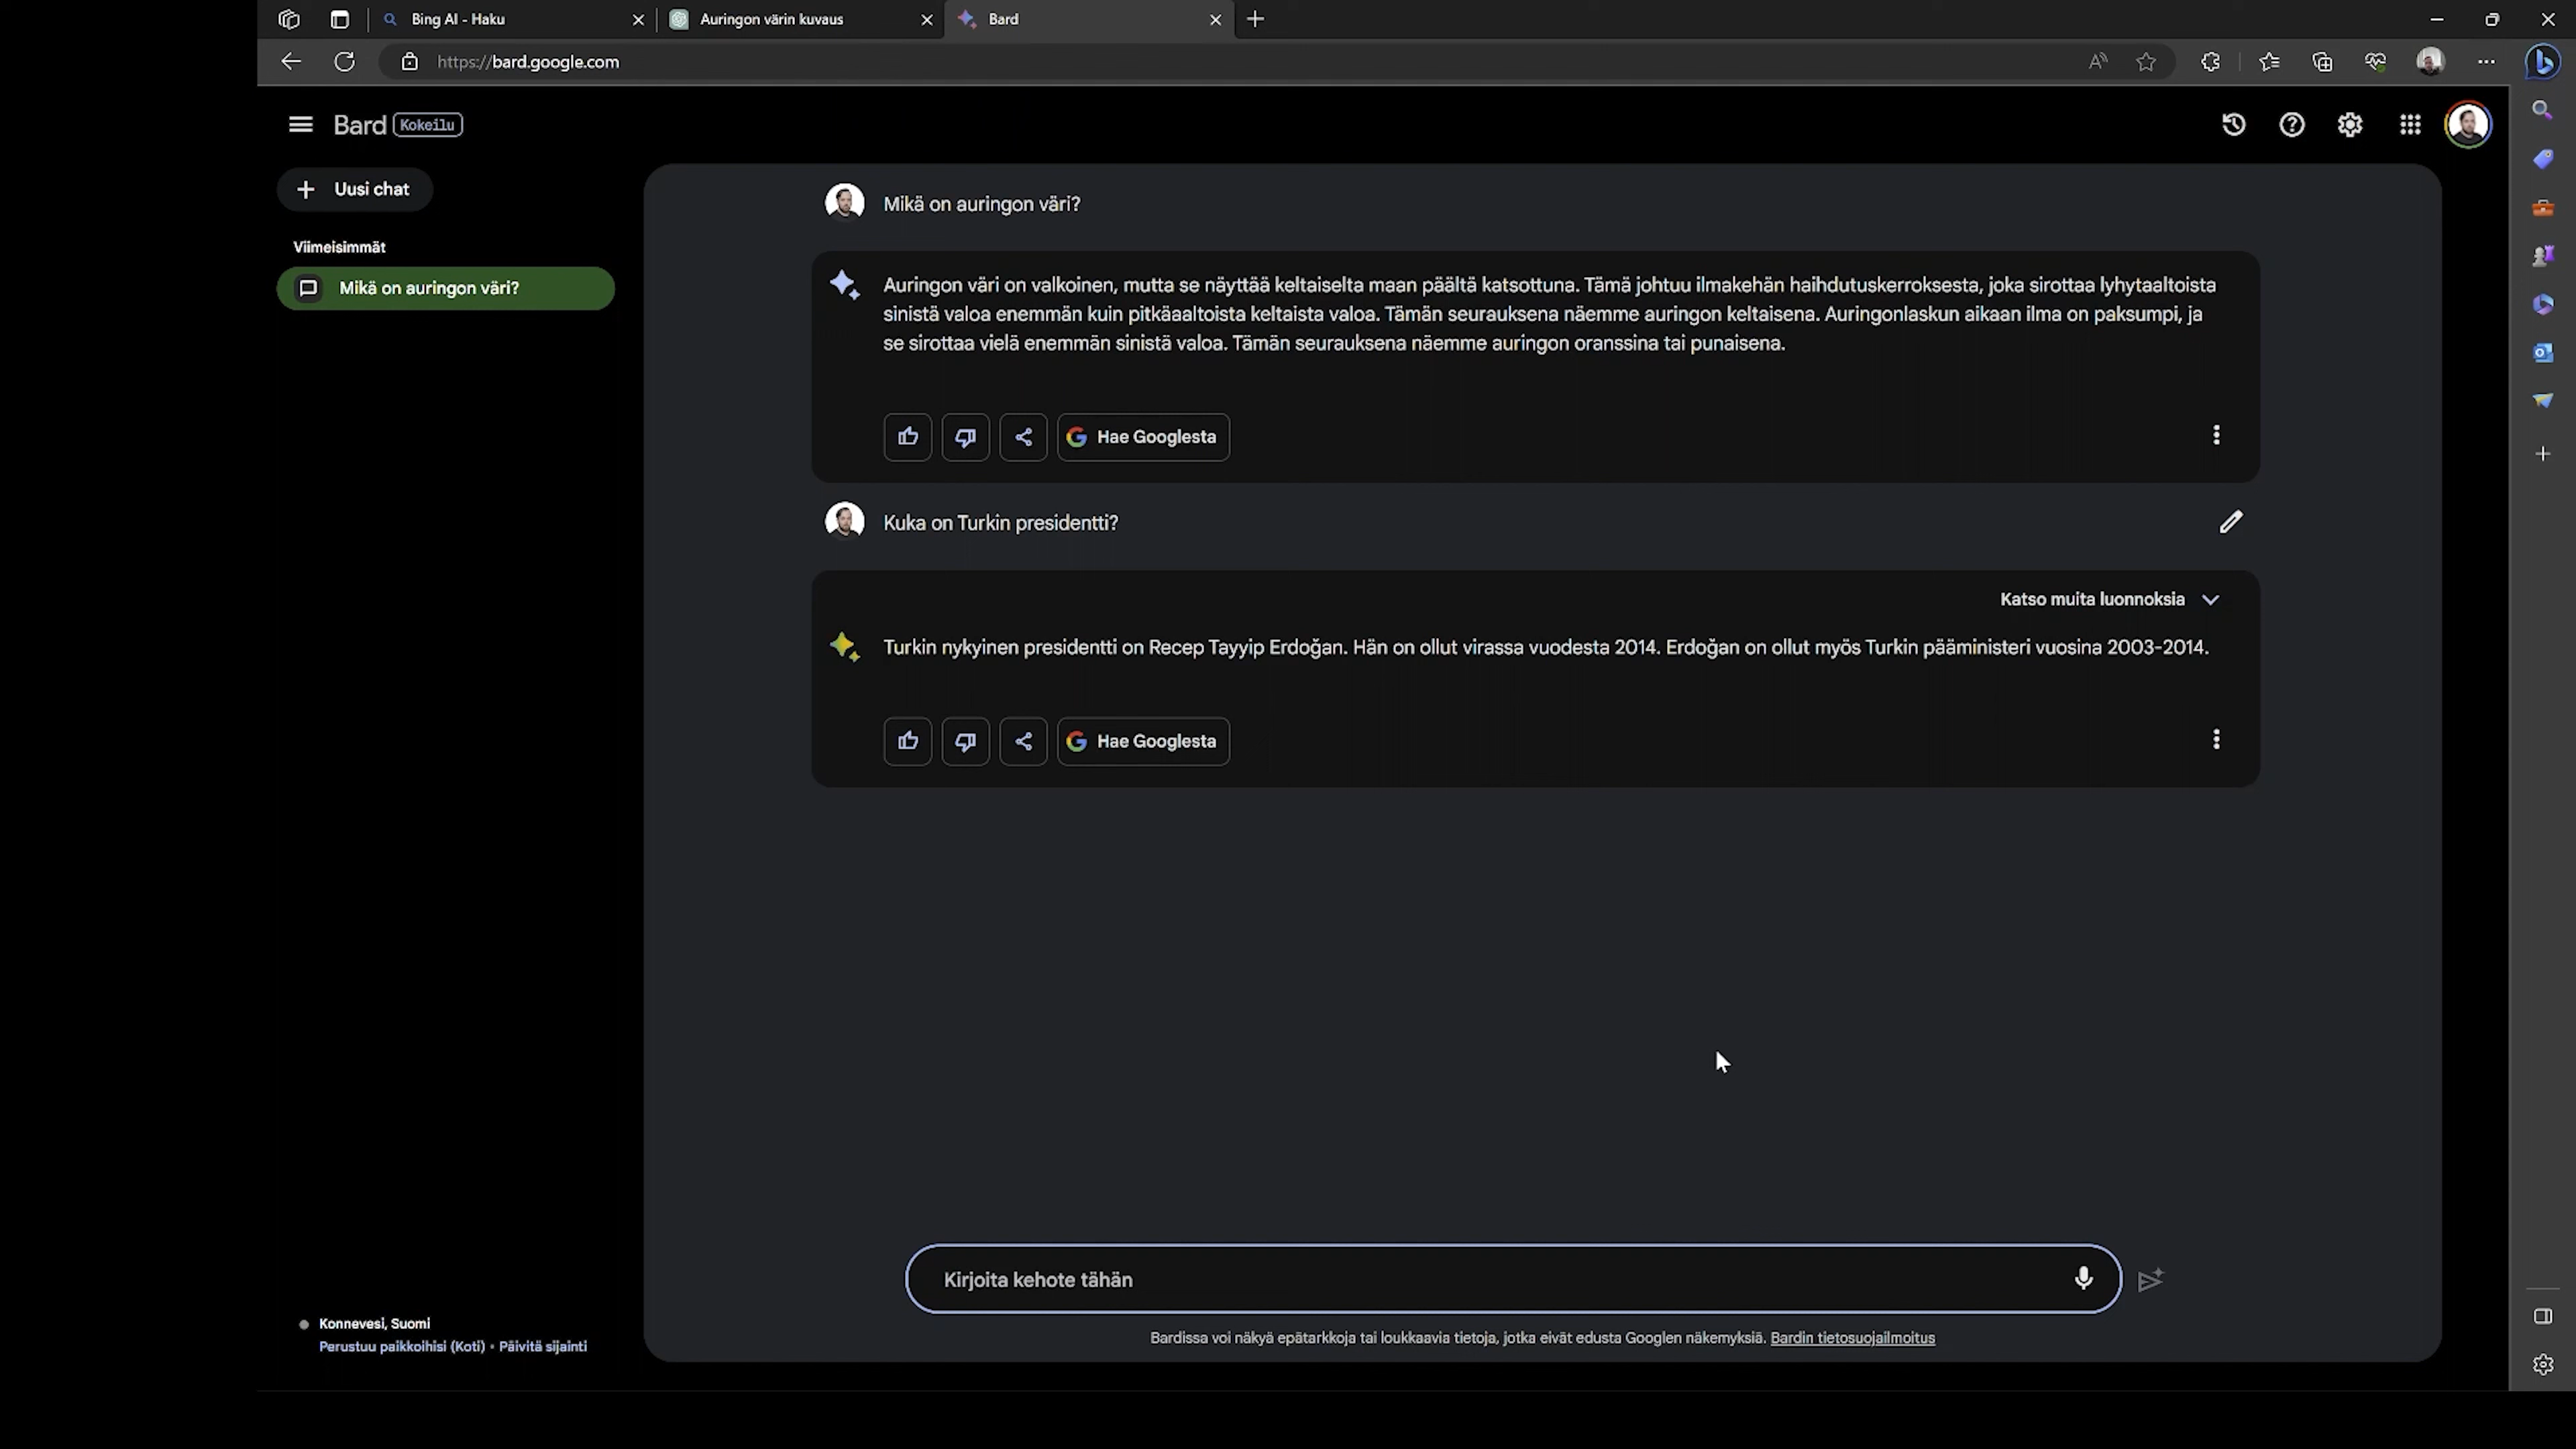 Bing AI - Haku
Auringon värin kuvaus
Bard
https://bard.google.com
Bard Kokeilu
Uusi chat
Viimeisimmät
Mikä on auringon väri?
Mikä on auringon väri?
Auringon väri on valkoinen, mutta se näyttää keltaiselta maan päältä katsottuna. Tämä johtuu ilmakehän haihdutuskerroksesta, joka sirottaa lyhytaaltoista
sinistä valoa enemmän kuin pitkäaaltoista keltaista valoa. Tämän seurauksena näemme auringon keltaisena. Auringonlaskun aikaan ilma on paksumpi, ja
se sirottaa vielä enemmän sinistä valoa. Tämän seurauksena näemme auringon oranssina tai punaisena.
Hae Googlesta
Kuka on Turkin presidentti?
Katso muita luonnoksia
Turkin nykyinen presidentti on Recep Tayyip Erdoğan. Hän on ollut virassa vuodesta 2014. Erdoğan on ollut myös Turkin pääministeri vuosina 2003-2014.
Hae Googlesta
Kirjoita kehote tähän
Bardissa voi näkyä epätarkkoja tai loukkaavia tietoja, jotka eivät edusta Googlen näkemyksiä. Bardin tietosuojailmoitus
Konnevesi, Suomi
Perustuu paikkoihisi (Koti) • Päivitä sijainti